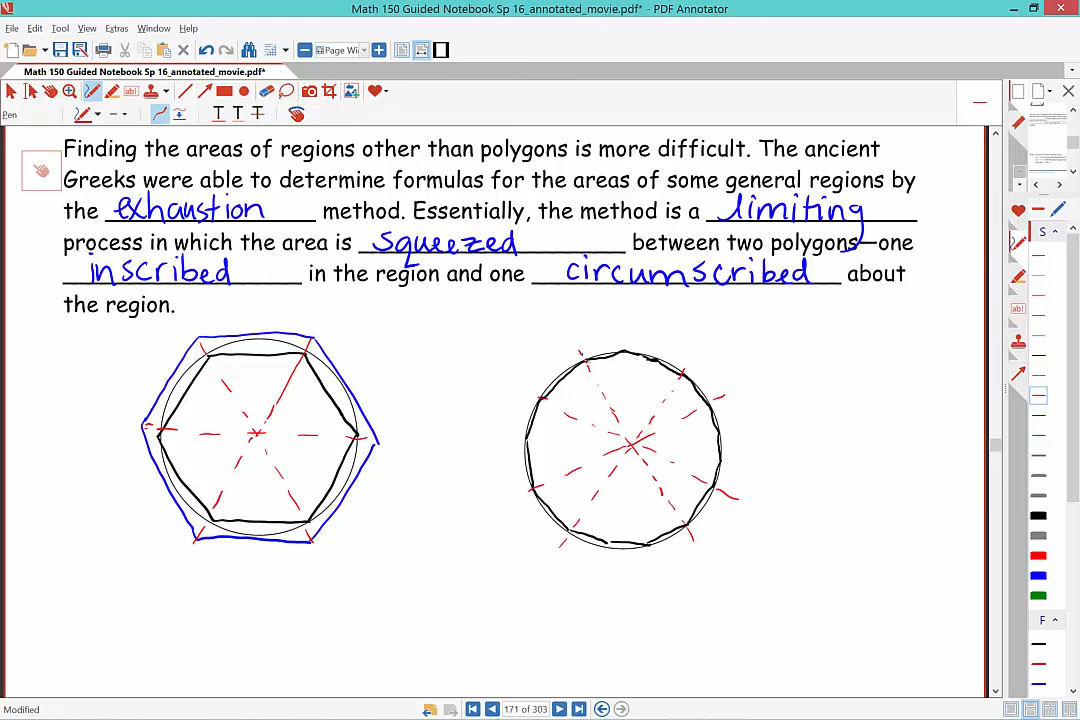 Math 150 Guided Notebook Sp 16_annotated_movie.pdf* - PDF Annotator
File Edit Tool View Extras Window Help
Page Wi
Math 150 Guided Notebook Sp 16_annotated_movie.pdf*
Pen
Finding the areas of regions other than polygons is more difficult. The ancient
Greeks were able to determine formulas for the areas of some general regions by
the exhaustion method. Essentially, the method is a limiting
process in which the area is squeezed between two polygons—one
inscribed in the region and one circumscribed about
the region.
S
F
Modified
171 of 303